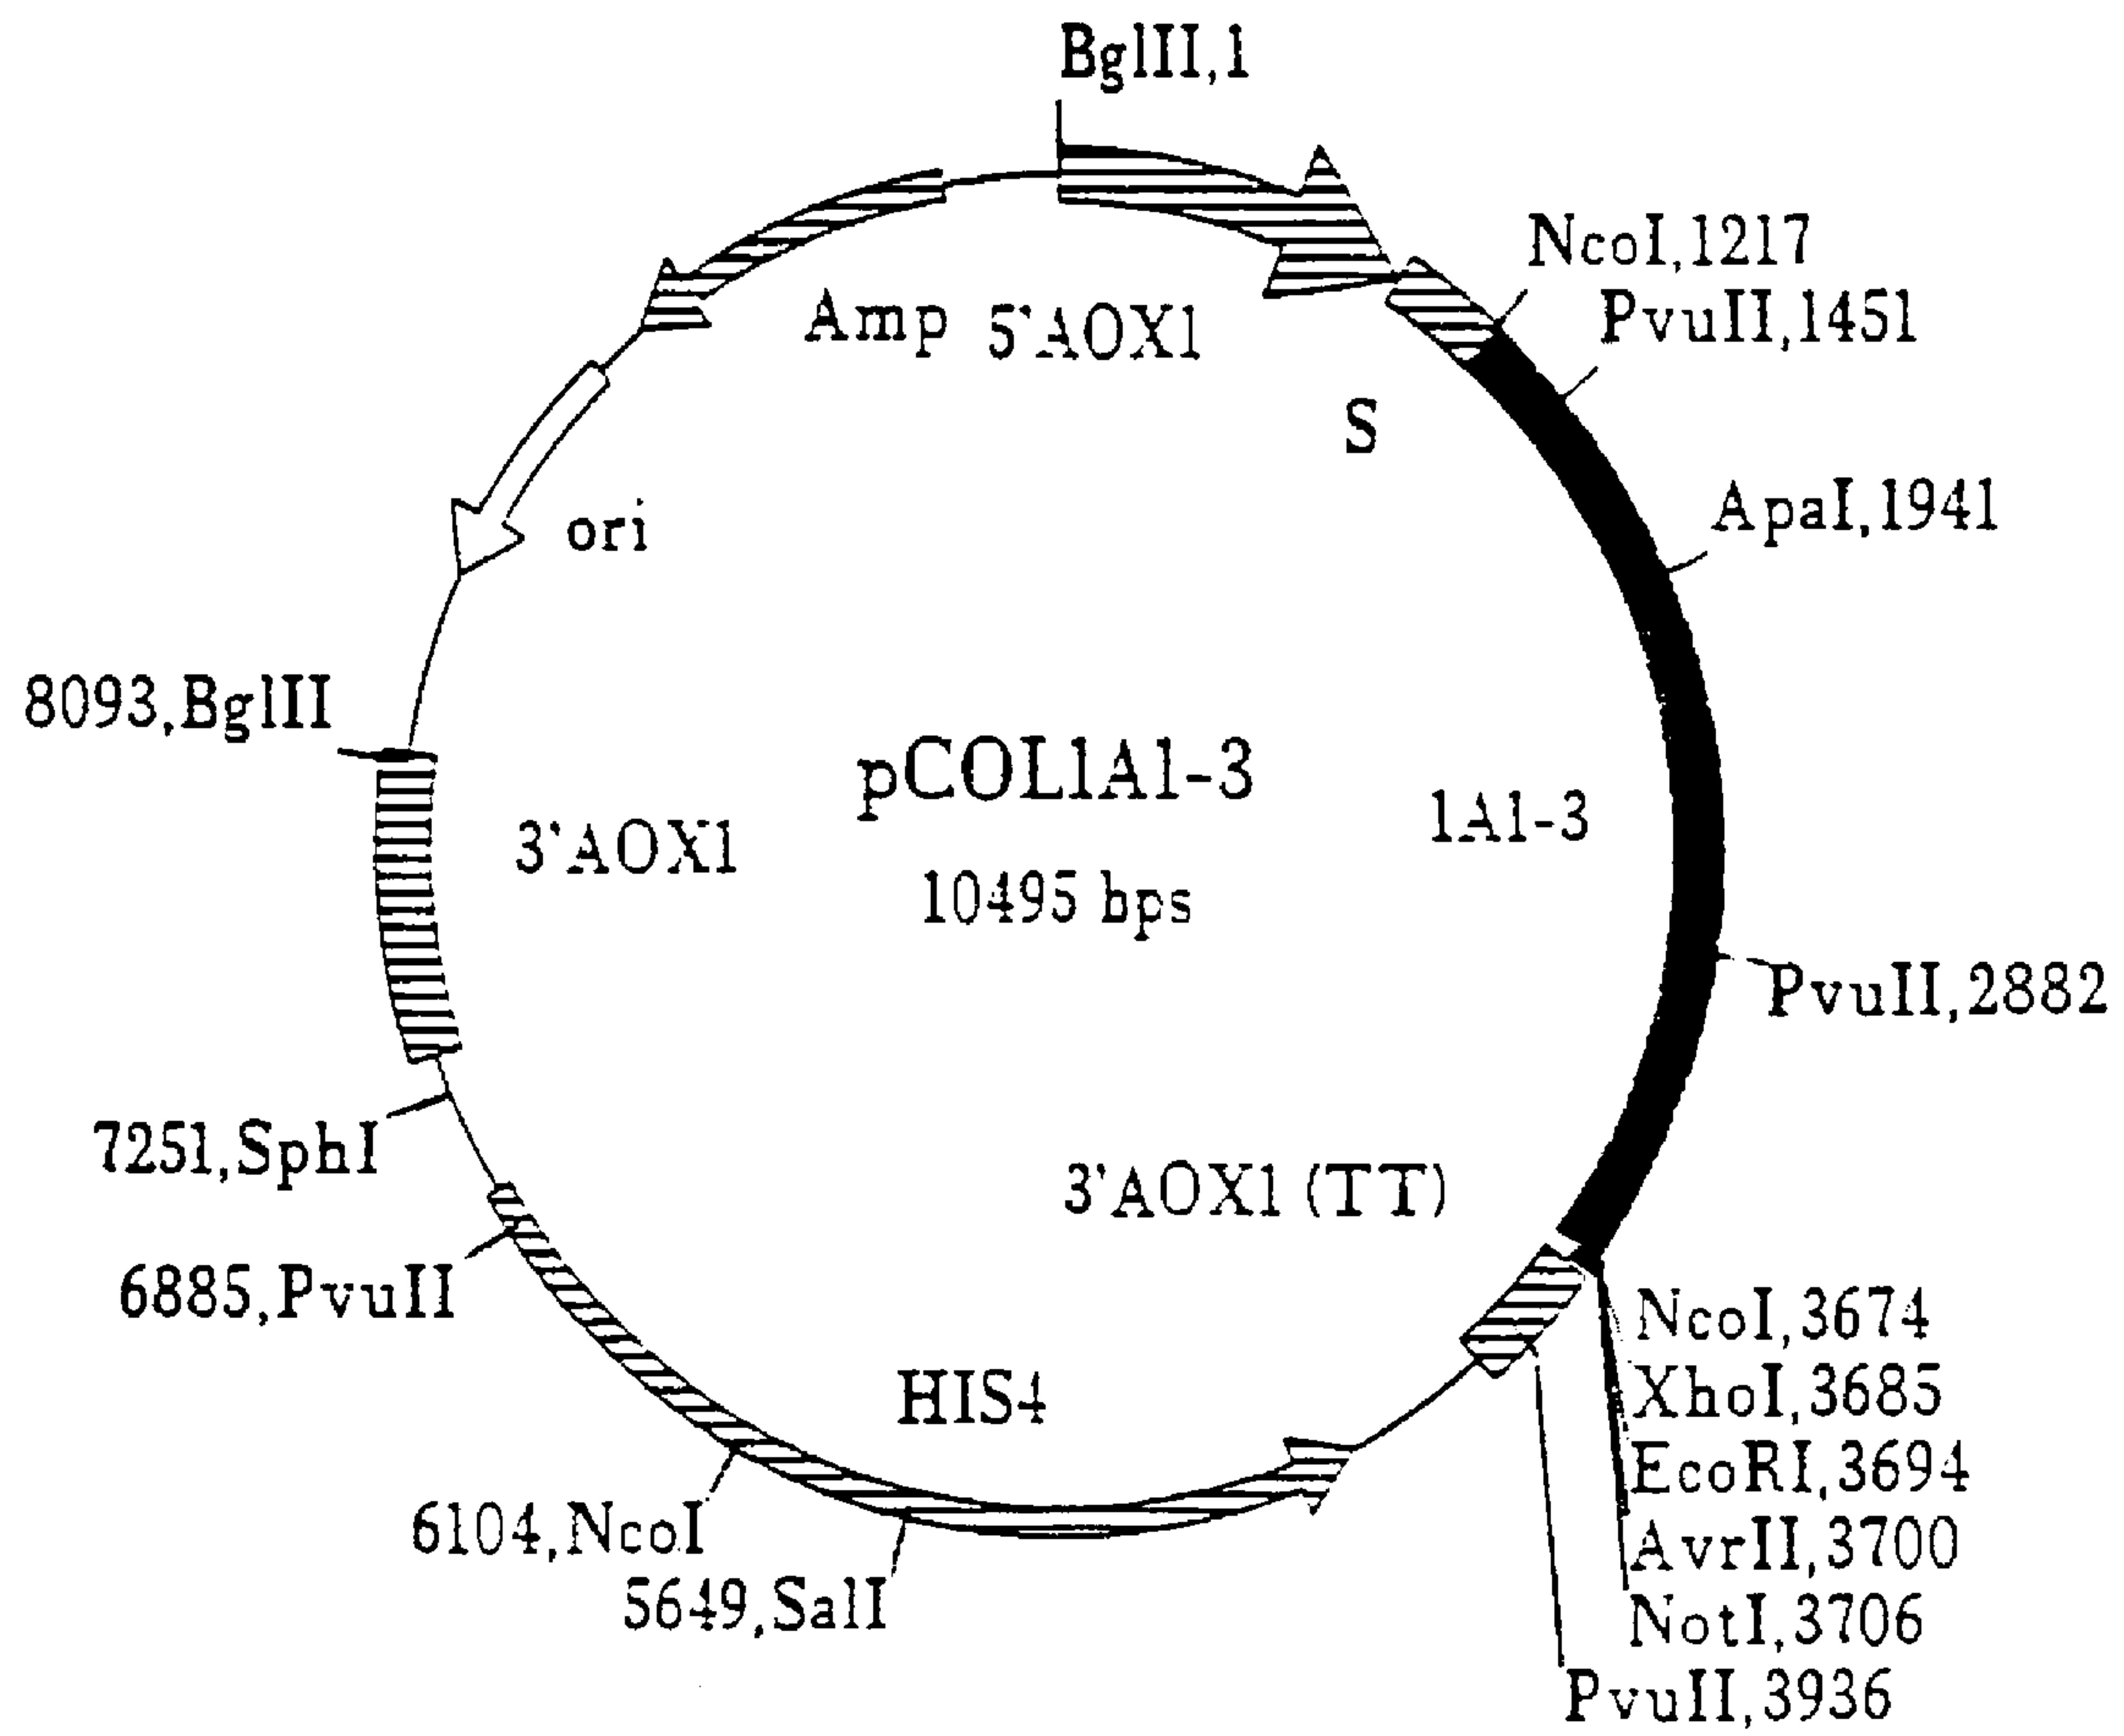 BglII,1
NcoI,1217
PvuII,1451
Amp
5'AOX1
S
ApaI,1941
ori
8093,BglII
pCOL1A1-3
1A1-3
3'AOX1
10495 bps
PvuII,2882
7251,SphI
3'AOX1 (TT)
6885,PvuII
NcoI,3674
XhoI,3685
HIS4
EcoRI,3694
6104,NcoI
AvrII,3700
5649,SalI
NotI,3706
PvuII,3936